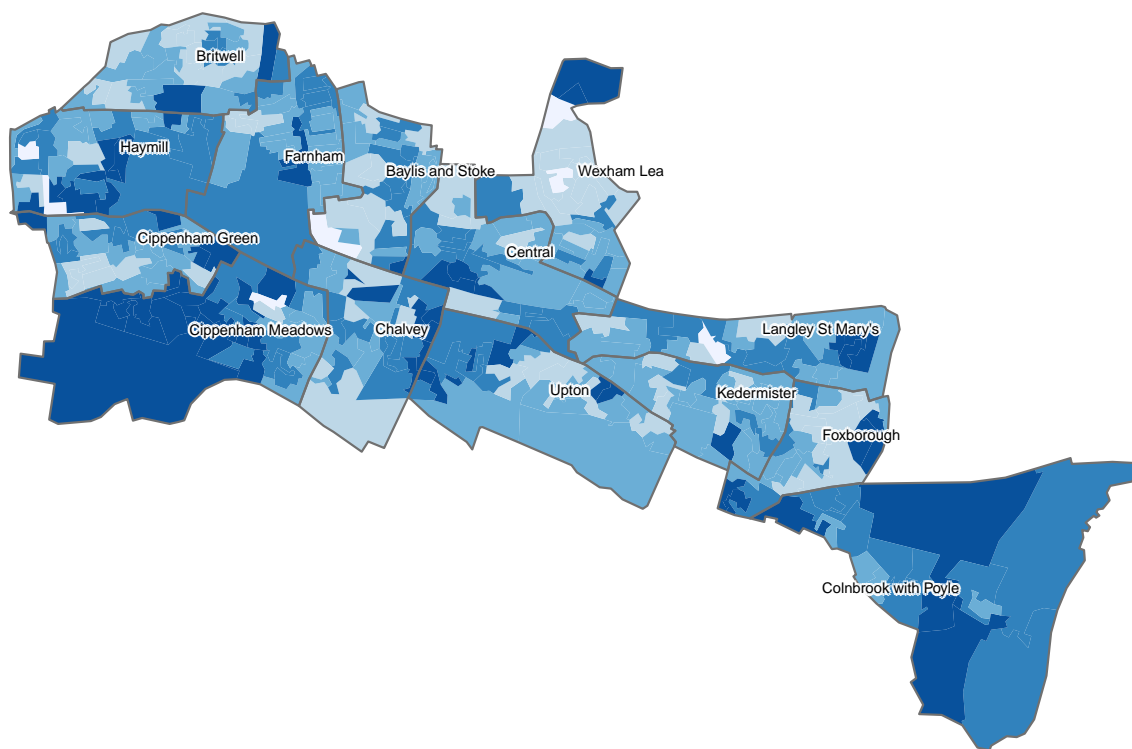 Britwell
Haymill
Farnham
Baylis and Stoke
Wexham Lea
Cippenham Green
Central
Cippenham Meadows
Chalvey
Langley St Mary's
Upton
Kedermister
Foxborough
Colnbrook with Poyle